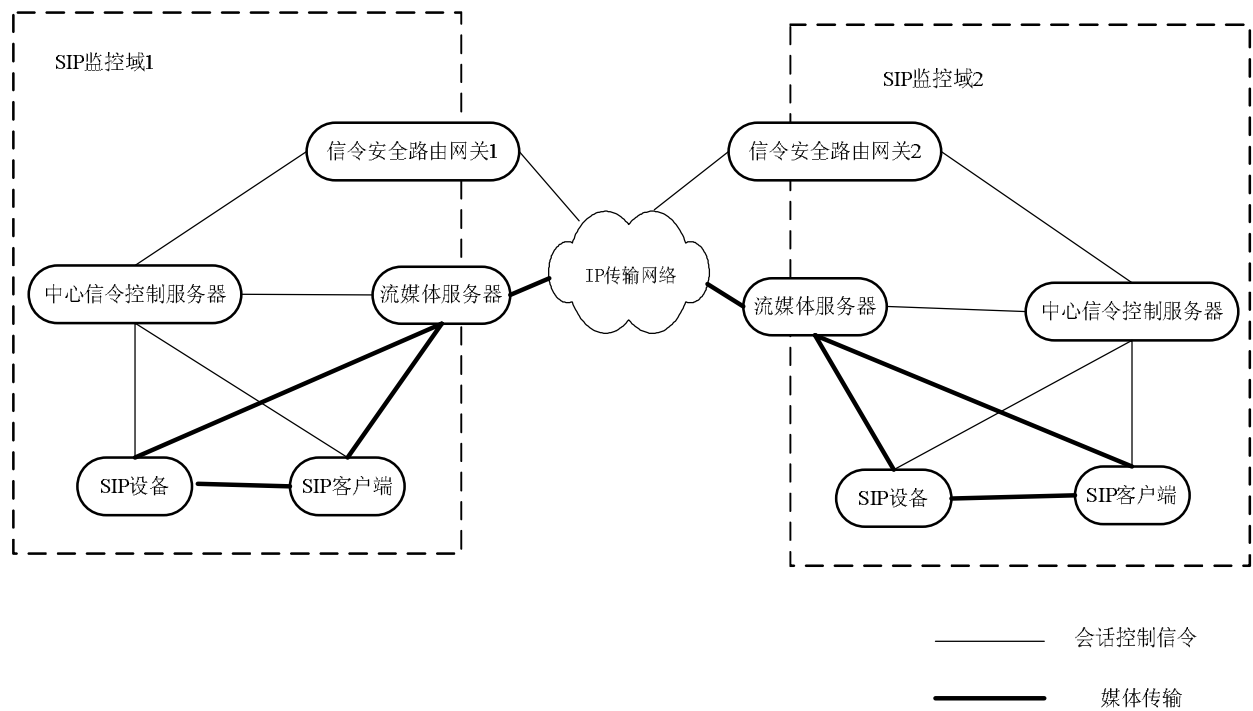 SIP监控域1
SIP监控域2
信令安全路由网关1
信令安全路由网关2
IP传输网络
中心信令控制服务器
流媒体服务器
流媒体服务器
中心信令控制服务器
SIP设备
SIP客户端
SIP设备
SIP客户端
会话控制信令
媒体传输